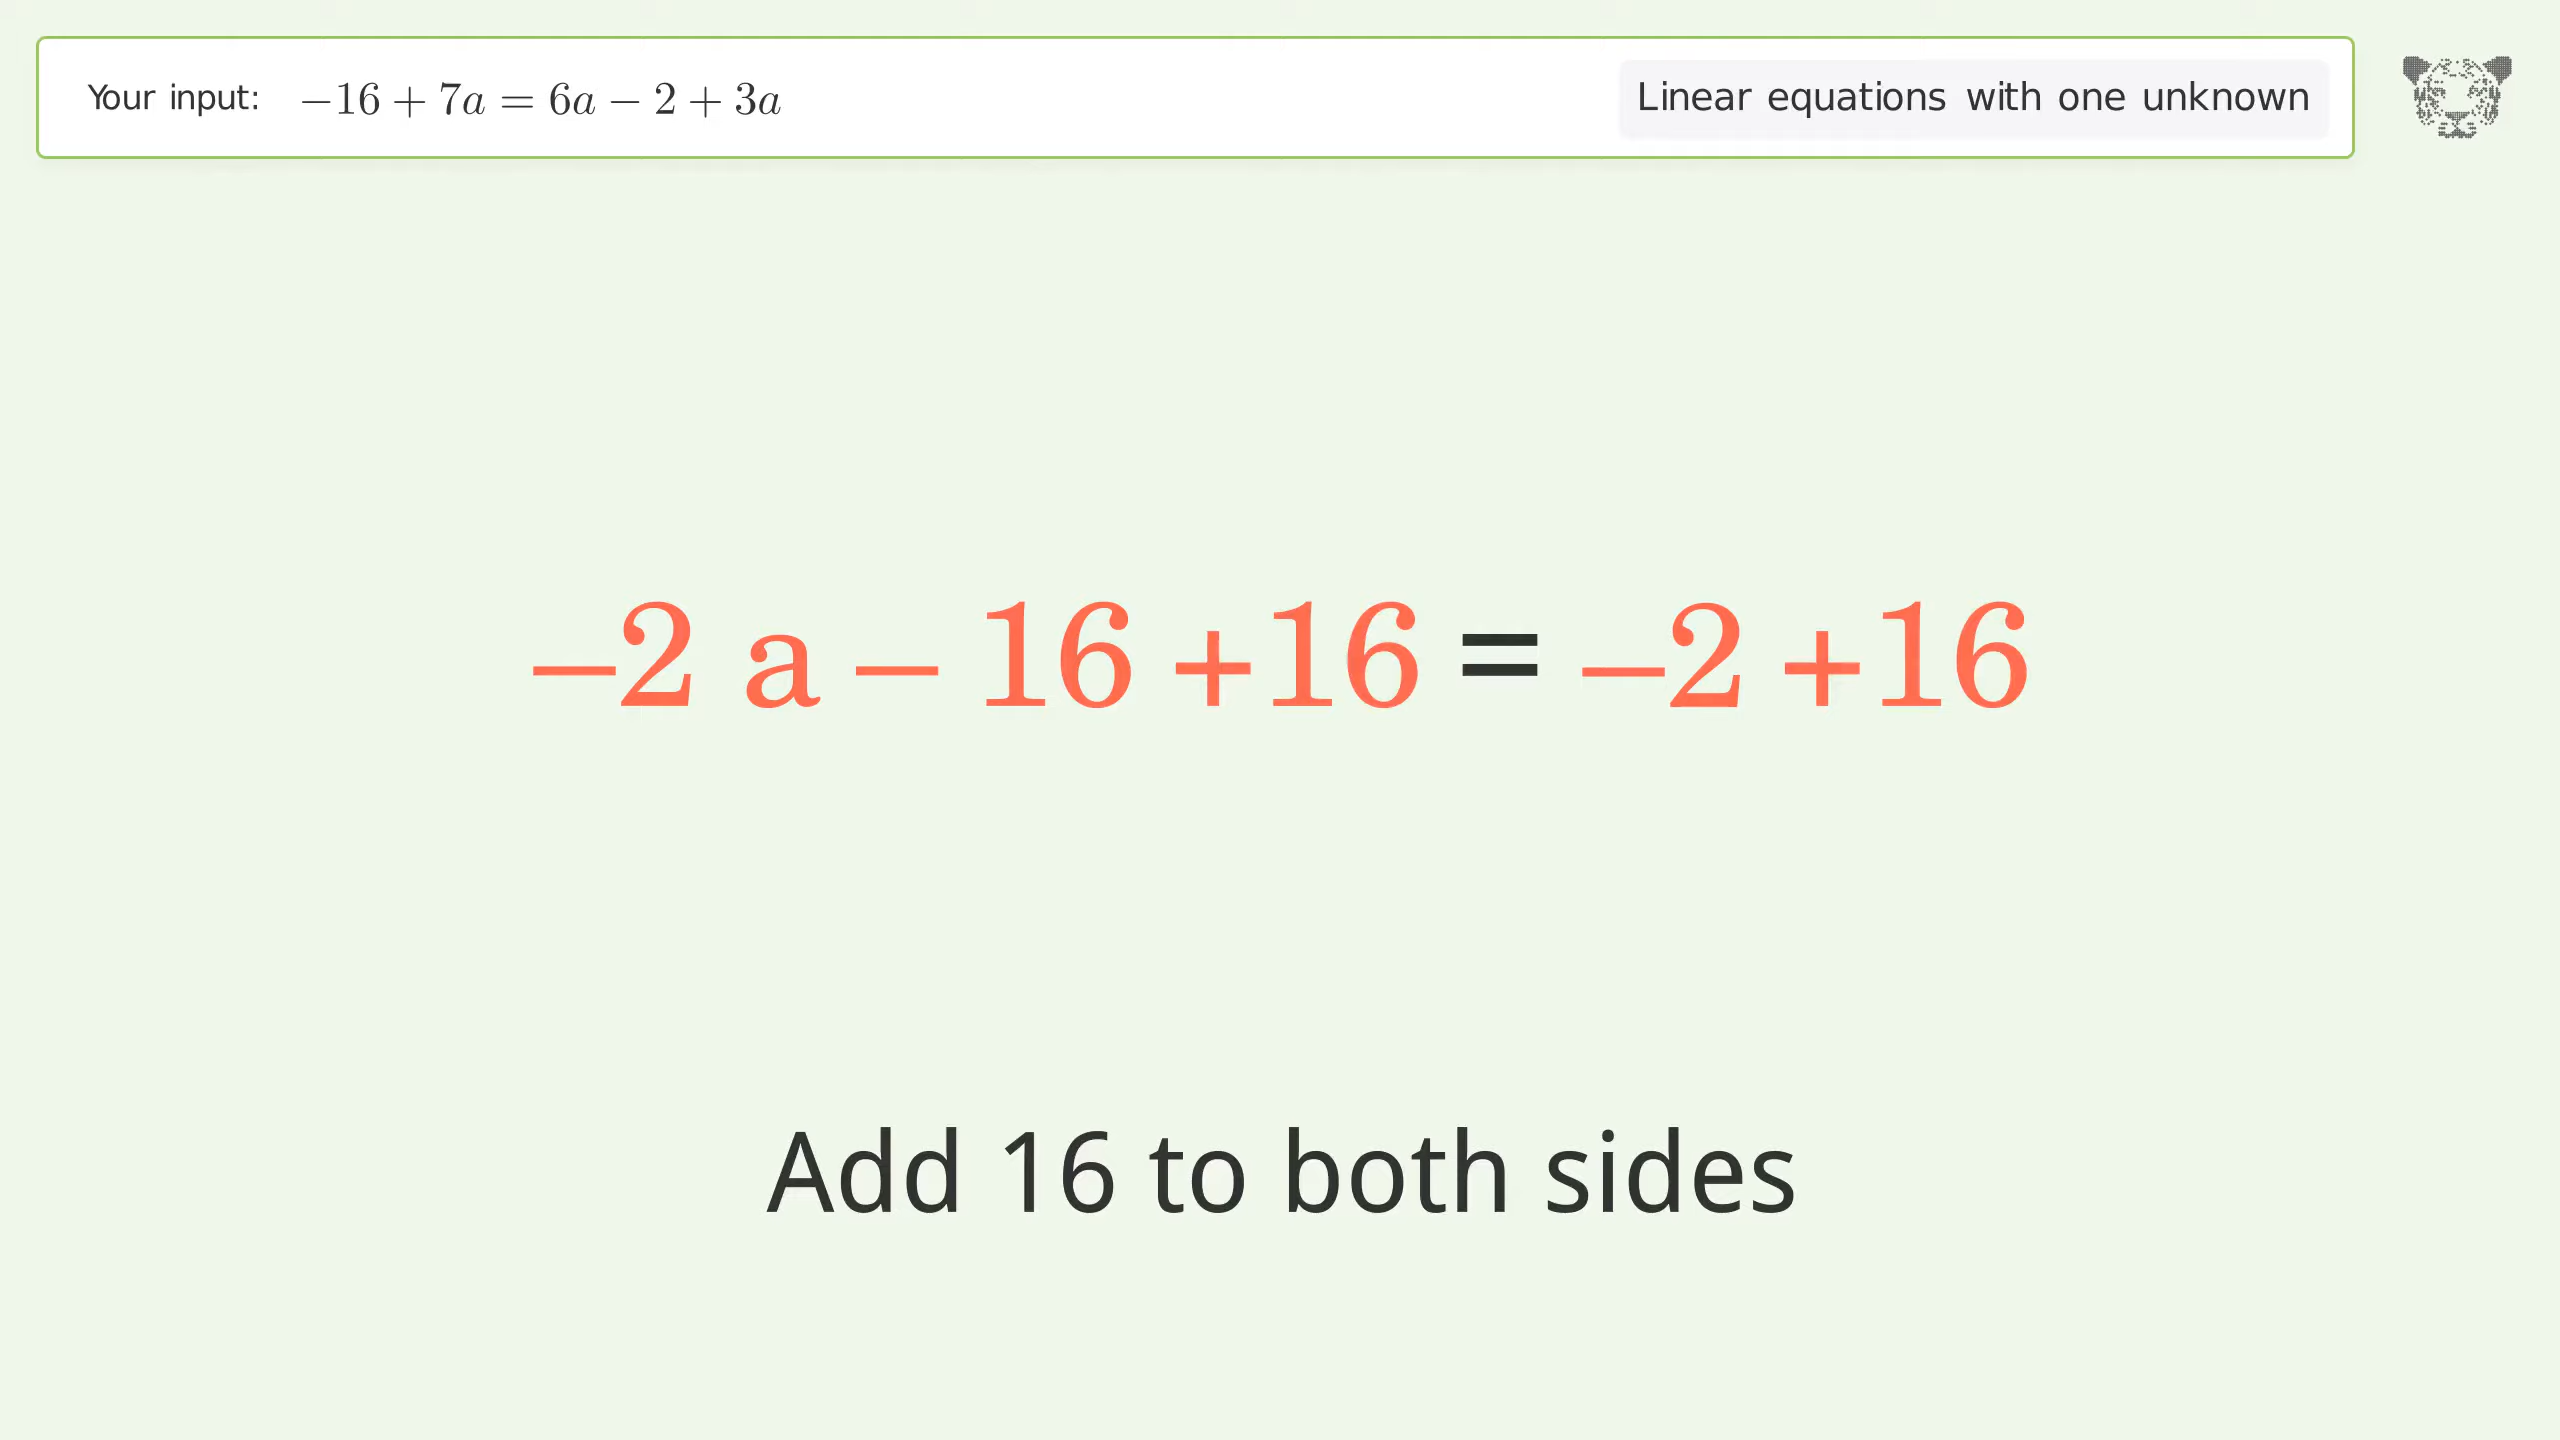 Your input: −16 + 7a = 6a − 2 + 3a
Linear equations with one unknown
−2 a − 16 +16 = −2 +16
Add 16 to both sides